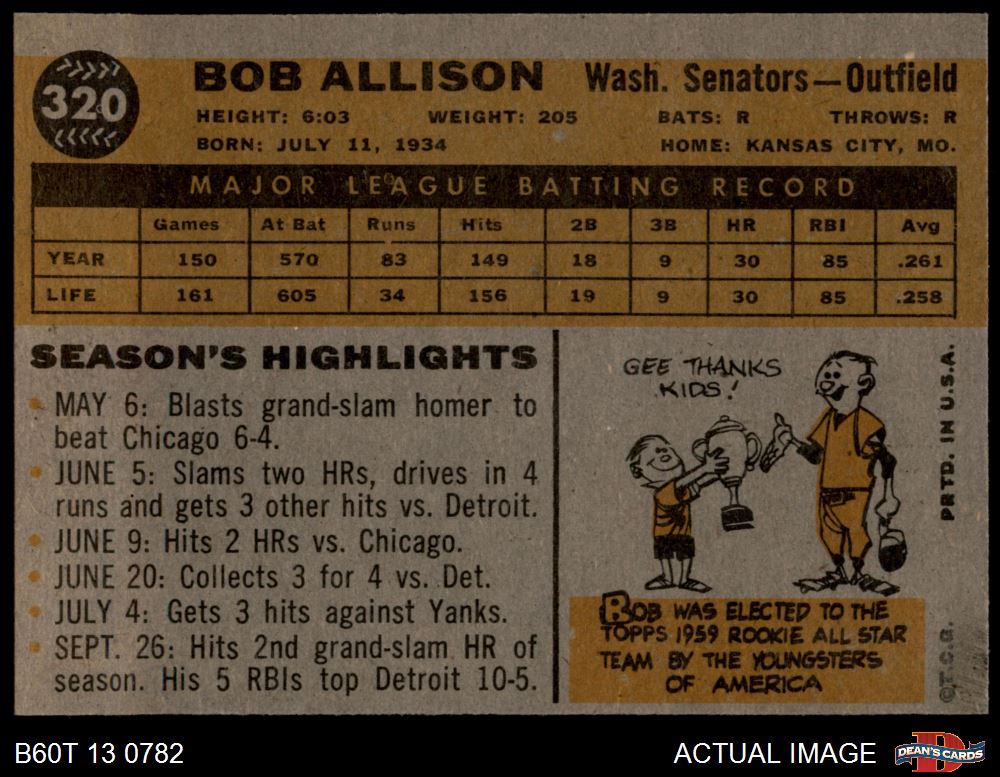 320
BOB ALLISON Wash. Senators—Outfield
HEIGHT: 6:03 WEIGHT: 205 BATS: R THROWS: R
BORN: JULY 11, 1934 HOME: KANSAS CITY, MO.
MAJOR LEAGUE BATTING RECORD
Games At Bat Runs Hits 2B 3B HR RBI Avg
YEAR 150 570 83 149 18 9 30 85 .261
LIFE 161 605 34 156 19 9 30 85 .258
SEASON'S HIGHLIGHTS
MAY 6: Blasts grand-slam homer to
beat Chicago 6-4.
JUNE 5: Slams two HRs, drives in 4
runs and gets 3 other hits vs. Detroit.
JUNE 9: Hits 2 HRs vs. Chicago.
JUNE 20: Collects 3 for 4 vs. Det.
JULY 4: Gets 3 hits against Yanks.
SEPT. 26: Hits 2nd grand-slam HR of
season. His 5 RBIs top Detroit 10-5.
GEE THANKS
KIDS!
BOB WAS ELECTED TO THE
TOPPS 1959 ROOKIE ALL STAR
TEAM BY THE YOUNGSTERS
OF AMERICA
©T.C.G. PRTD. IN U.S.A.
B60T 13 0782 ACTUAL IMAGE DEAN'S CARDS